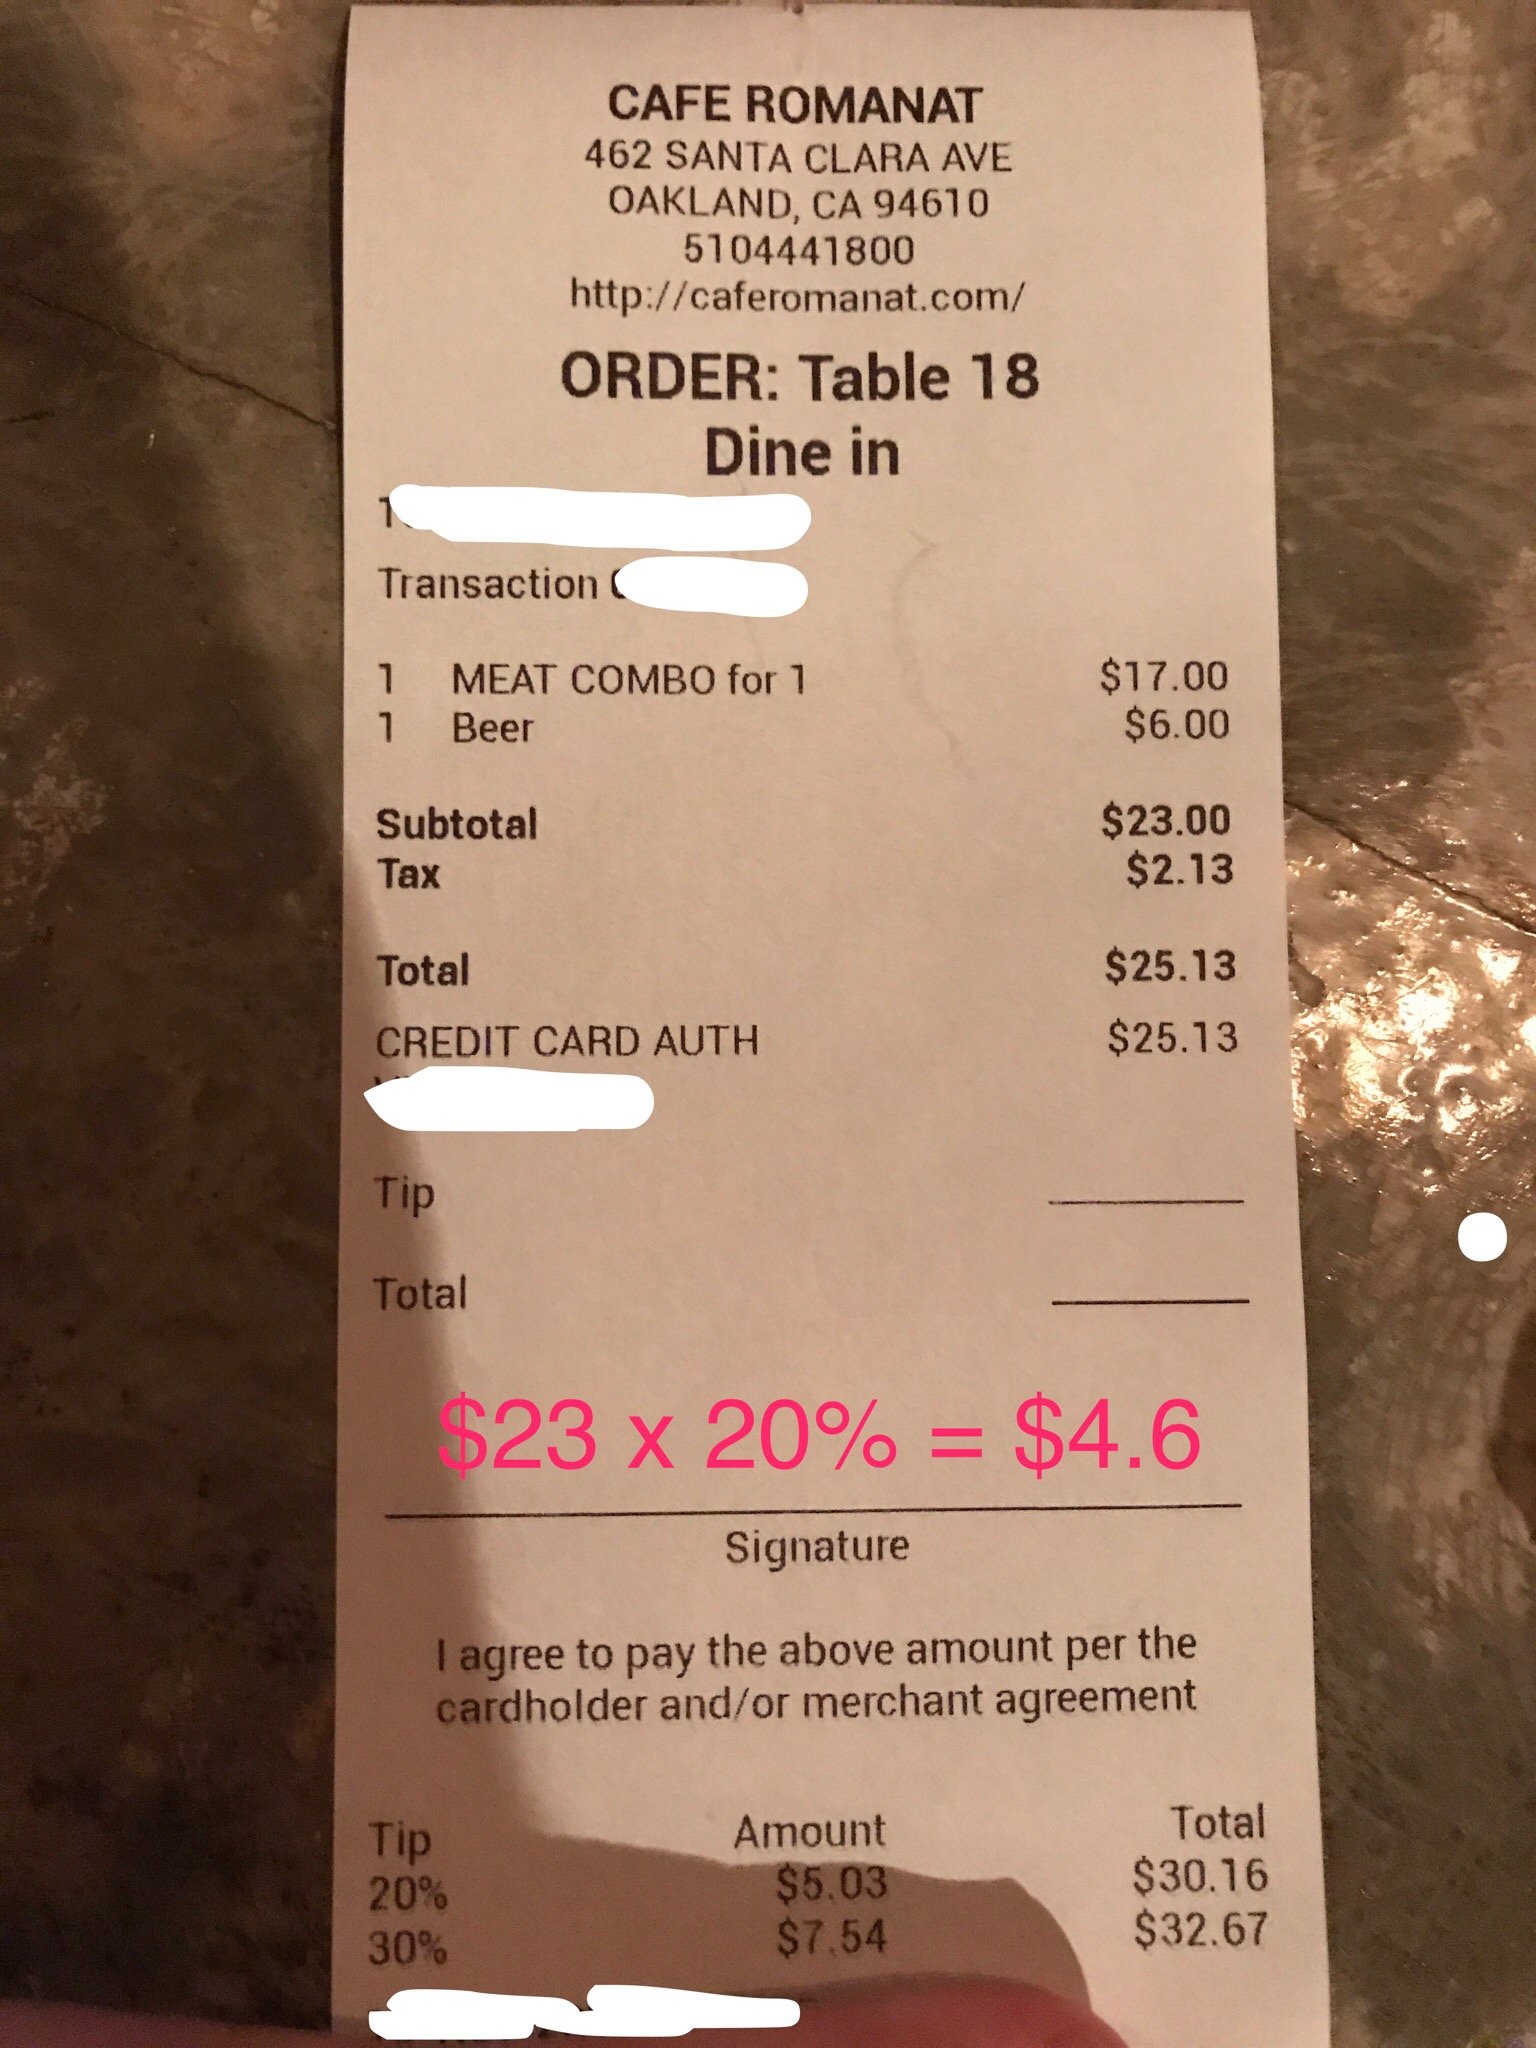 CAFE ROMANAT
462 SANTA CLARA AVE
OAKLAND, CA 94610
5104441800
http://caferomanat.com/
ORDER: Table 18
Dine in
Transaction
1 MEAT COMBO for 1 $17.00
1 Beer $6.00
Subtotal $23.00
Tax $2.13
Total $25.13
CREDIT CARD AUTH $25.13
Tip
Total
$23 x 20% = $4.6
Signature
I agree to pay the above amount per the
cardholder and/or merchant agreement
Tip Amount Total
20% $5.03 $30.16
30% $7.54 $32.67